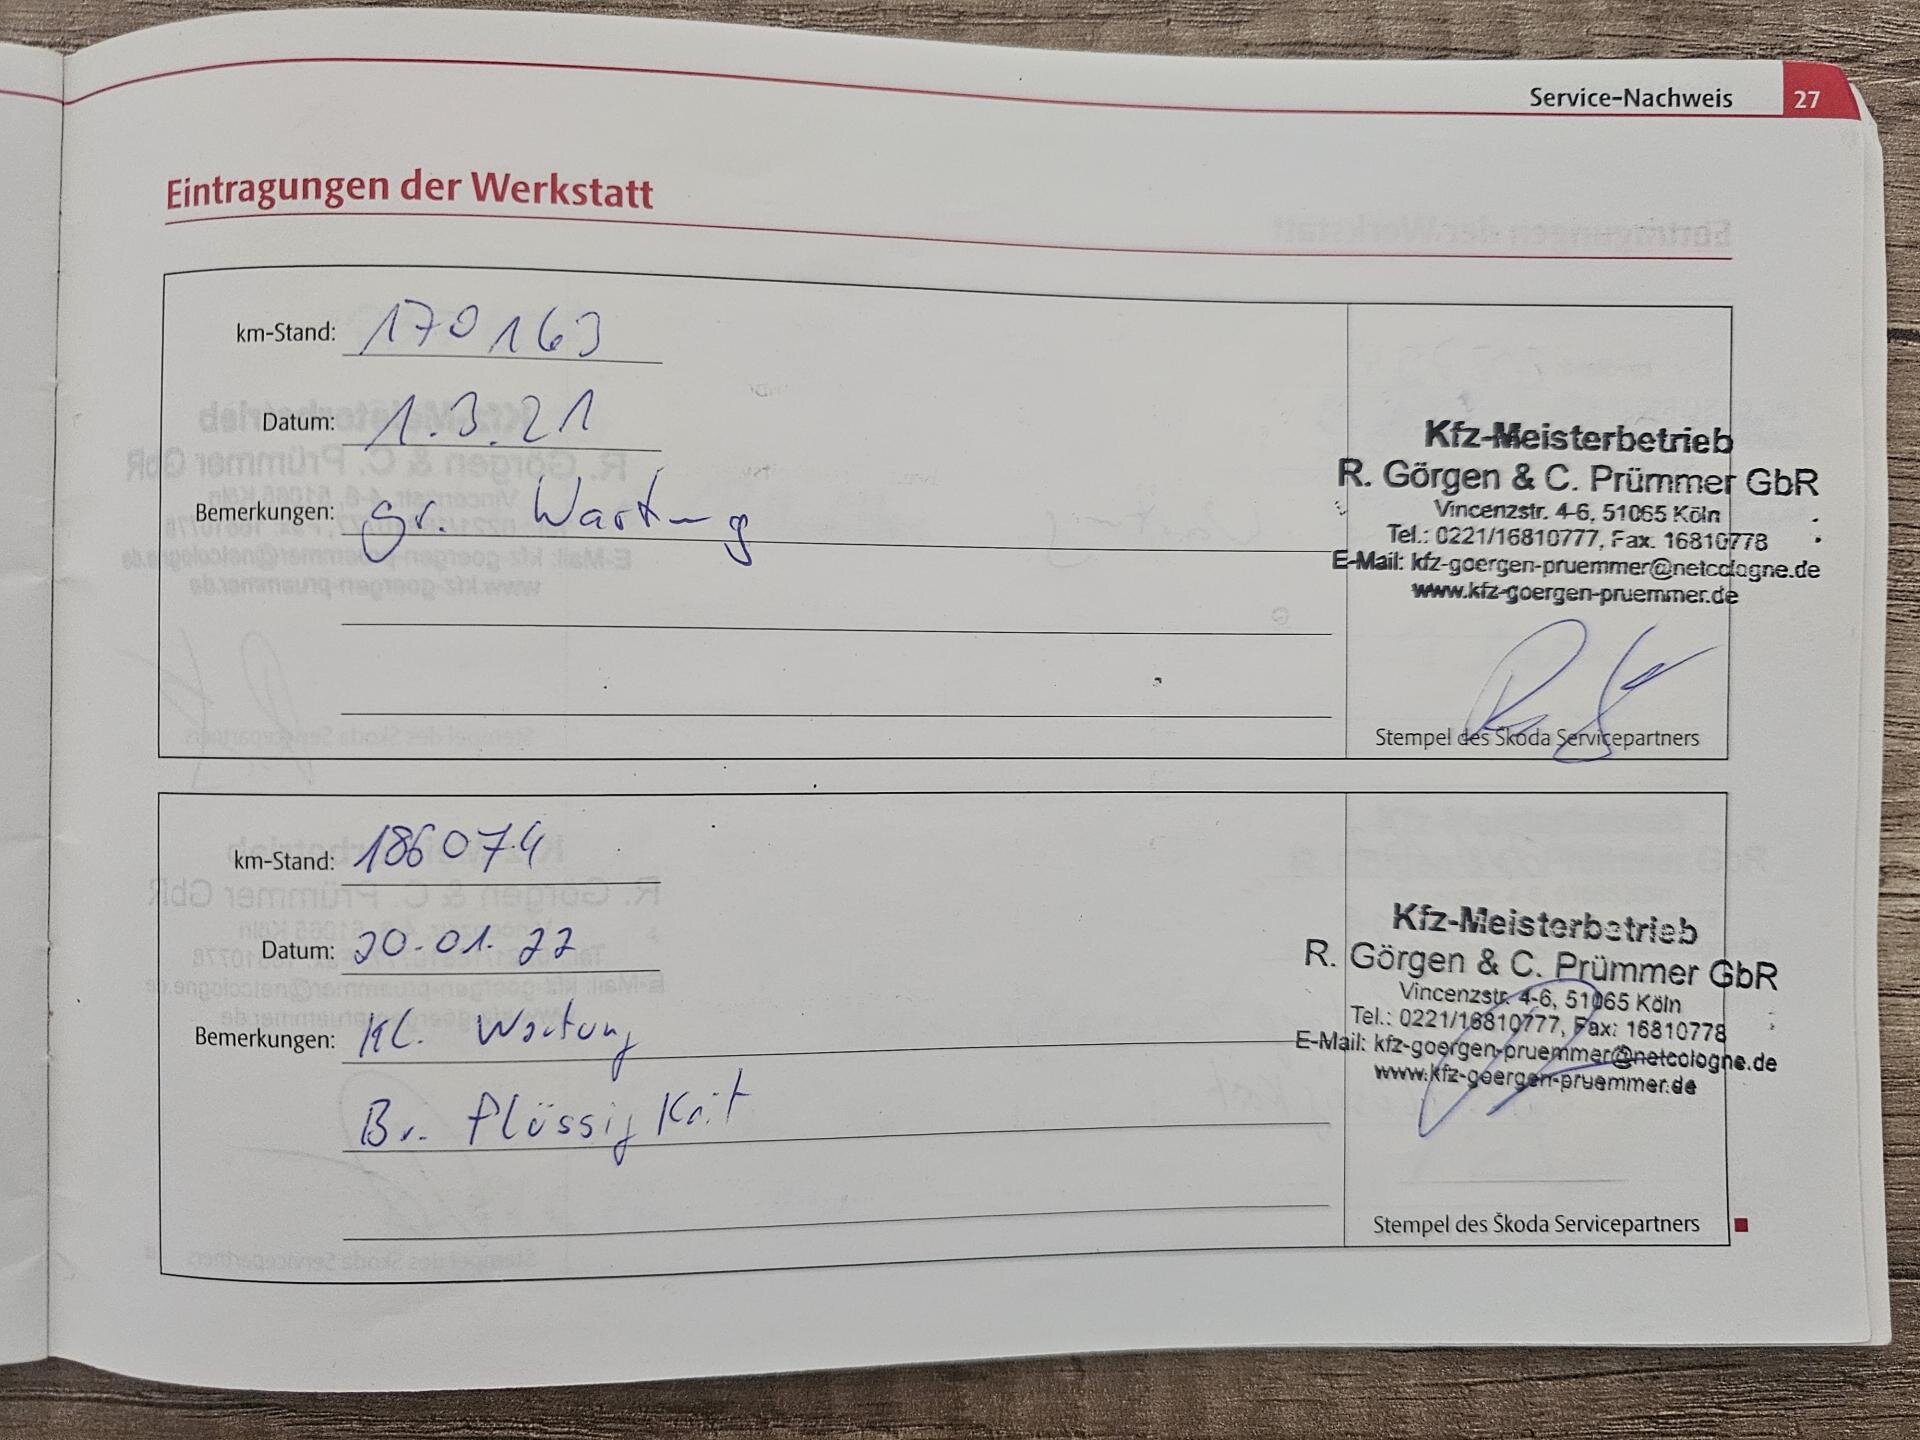 Service-Nachweis 27
Eintragungen der Werkstatt
km-Stand: 170163
Datum: 1.3.21
Bemerkungen: gr. Wartung
Kfz-Meisterbetrieb
R. Görgen & C. Prümmer GbR
Vincenzstr. 4-6, 51065 Köln
Tel.: 0221/16810777, Fax. 16810778
E-Mail: kfz-goergen-pruemmer@netcologne.de
www.kfz-goergen-pruemmer.de
Stempel des Škoda Servicepartners
km-Stand: 186074
Datum: 20.01.22
Bemerkungen: Kl. Wartung
Br. flüssigkeit
Kfz-Meisterbetrieb
R. Görgen & C. Prümmer GbR
Vincenzstr. 4-6, 51065 Köln
Tel.: 0221/16810777, Fax: 16810778
E-Mail: kfz-goergen-pruemmer@netcologne.de
www.kfz-goergen-pruemmer.de
Stempel des Škoda Servicepartners